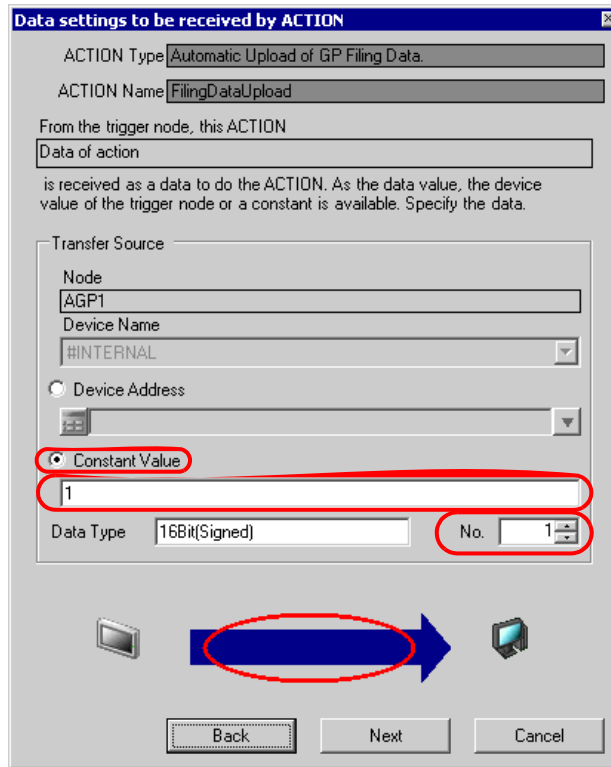 Data settings to be received by ACTION
ACTION Type Automatic Upload of GP Filing Data.
ACTION Name FilingDataUpload
From the trigger node, this ACTION
Data of action
is received as a data to do the ACTION. As the data value, the device
value of the trigger node or a constant is available. Specify the data.
Transfer Source
Node
AGP1
Device Name
#INTERNAL
Device Address
Constant Value
1
Data Type 16Bit(Signed) No. 1
Back Next Cancel